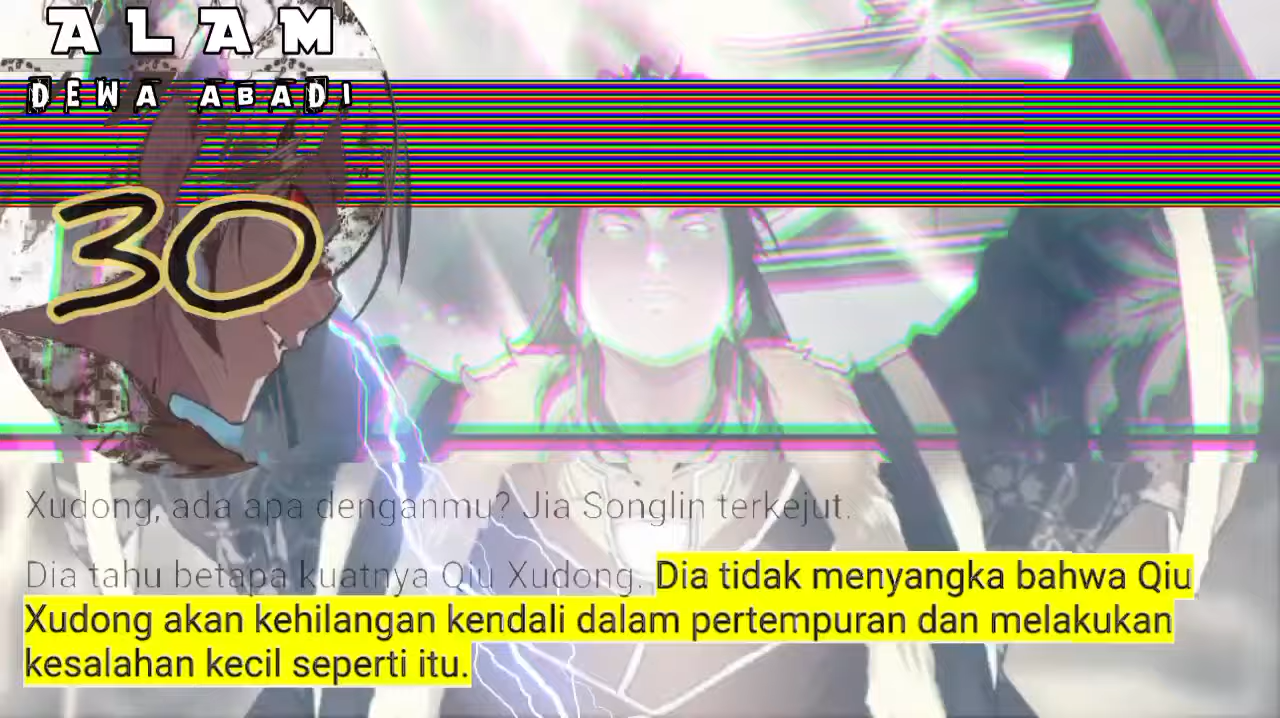 ALAM
DEWA ABADI
30
Xudong, ada apa denganmu? Jia Songlin terkejut.
Dia tahu betapa kuatnya Qiu Xudong. Dia tidak menyangka bahwa Qiu
Xudong akan kehilangan kendali dalam pertempuran dan melakukan
kesalahan kecil seperti itu.